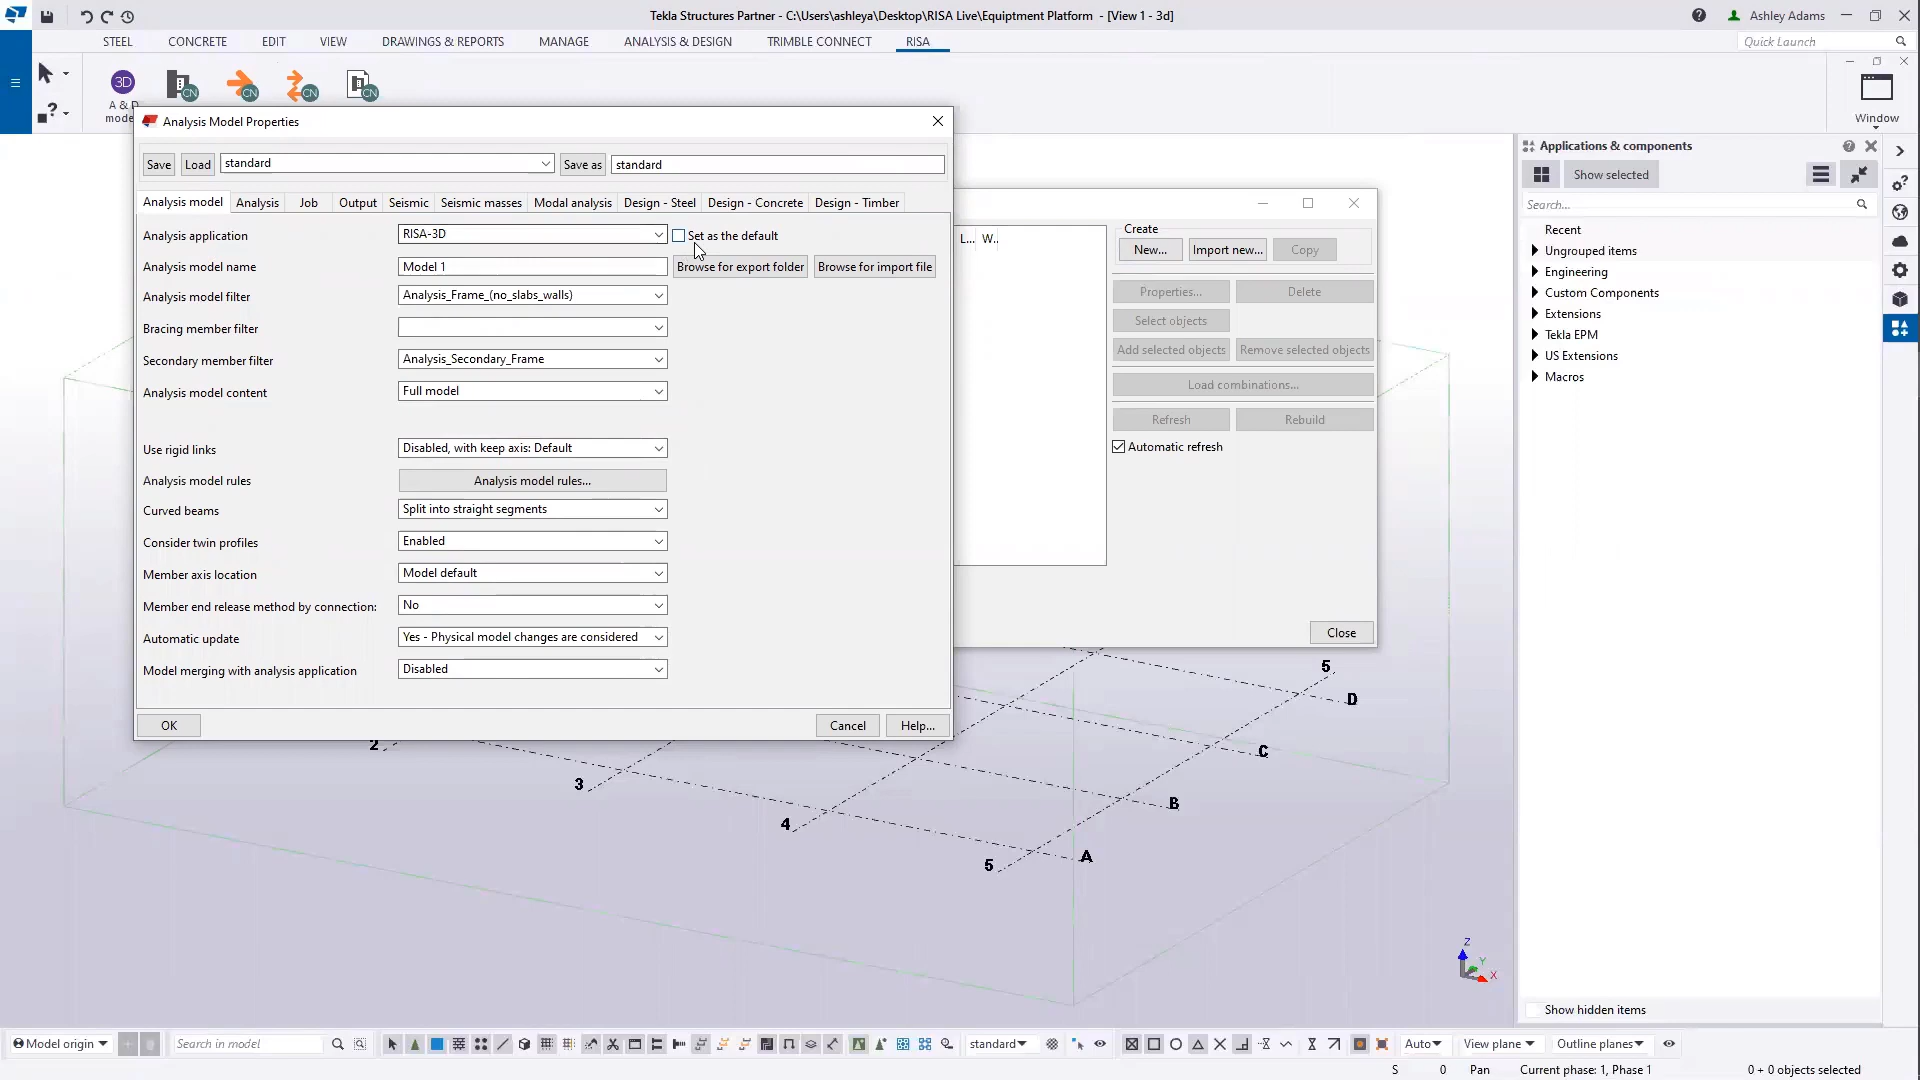 Tekla Structures Partner - C:\Users\ashleya\Desktop\RISA Live\Equiptment Platform - [View 1 - 3d]
Ashley Adams
STEEL CONCRETE EDIT VIEW DRAWINGS & REPORTS MANAGE ANALYSIS & DESIGN TRIMBLE CONNECT RISA
Quick Launch
3D CN CN CN CN
A & D
mode
Window
Analysis Model Properties
Save Load standard Save as standard
Analysis model Analysis Job Output Seismic Seismic masses Modal analysis Design - Steel Design - Concrete Design - Timber
Analysis application RISA-3D Set as the default
Analysis model name Model 1 Browse for export folder Browse for import file
Analysis model filter Analysis_Frame_(no_slabs_walls)
Bracing member filter
Secondary member filter Analysis_Secondary_Frame
Analysis model content Full model
Use rigid links Disabled, with keep axis: Default
Analysis model rules Analysis model rules...
Curved beams Split into straight segments
Consider twin profiles Enabled
Member axis location Model default
Member end release method by connection: No
Automatic update Yes - Physical model changes are considered
Model merging with analysis application Disabled
OK Cancel Help...
L... W..
Create
New... Import new... Copy
Properties... Delete
Select objects
Add selected objects Remove selected objects
Load combinations...
Refresh Rebuild
Automatic refresh
Close
Applications & components
Show selected
Search...
Recent
Ungrouped items
Engineering
Custom Components
Extensions
Tekla EPM
US Extensions
Macros
Show hidden items
5
D
2
C
3
B
4
A
5
Z
Y
X
Model origin Search in model standard Auto View plane Outline planes
S 0 Pan Current phase: 1, Phase 1 0 + 0 objects selected